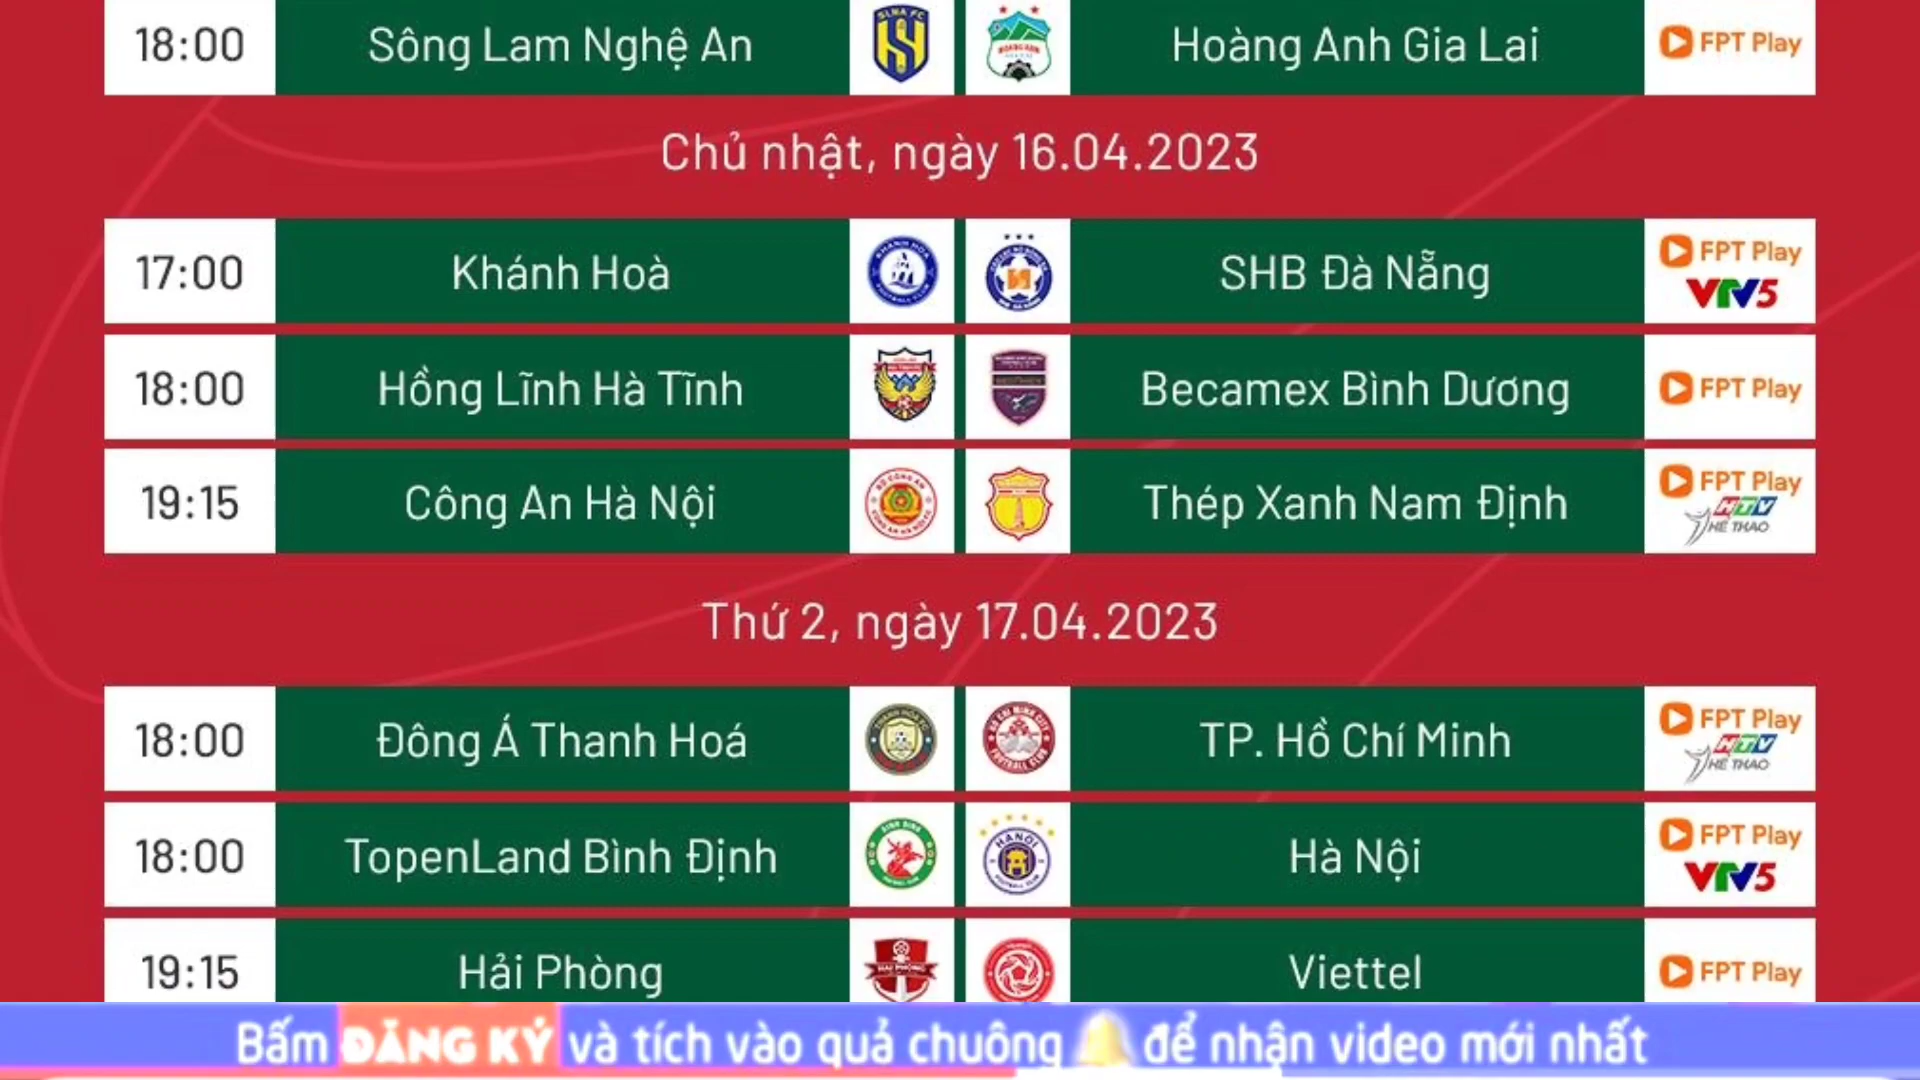 18:00 Sông Lam Nghệ An Hoàng Anh Gia Lai FPT Play
Chủ nhật, ngày 16.04.2023
17:00 Khánh Hoà SHB Đà Nẵng FPT Play VTV5
18:00 Hồng Lĩnh Hà Tĩnh Becamex Bình Dương FPT Play
19:15 Công An Hà Nội Thép Xanh Nam Định FPT Play HTV THỂ THAO
Thứ 2, ngày 17.04.2023
18:00 Đông Á Thanh Hoá TP. Hồ Chí Minh FPT Play HTV THỂ THAO
18:00 TopenLand Bình Định Hà Nội FPT Play VTV5
19:15 Hải Phòng Viettel FPT Play
Bấm ĐĂNG KÝ và tích vào quả chuông để nhận video mới nhất